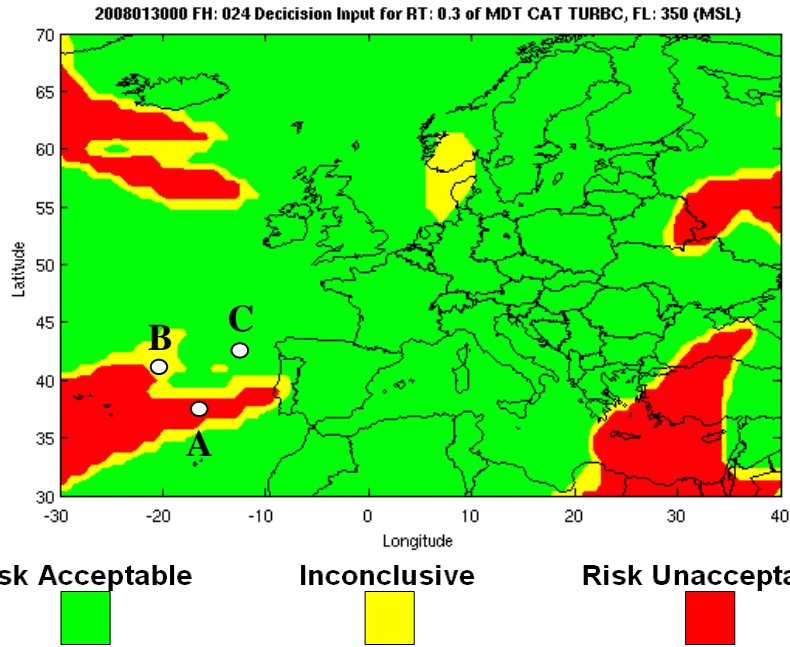 2008013000 FH: 024 Decicision Input for RT: 0.3 of MDT CAT TURBC, FL: 350 (MSL)
70
65
60
55
50
45
40
35
30
Latitude
B
C
A
-30 -20 -10 0 10 20 30 40
Longitude
sk Acceptable Inconclusive Risk Unaccepta